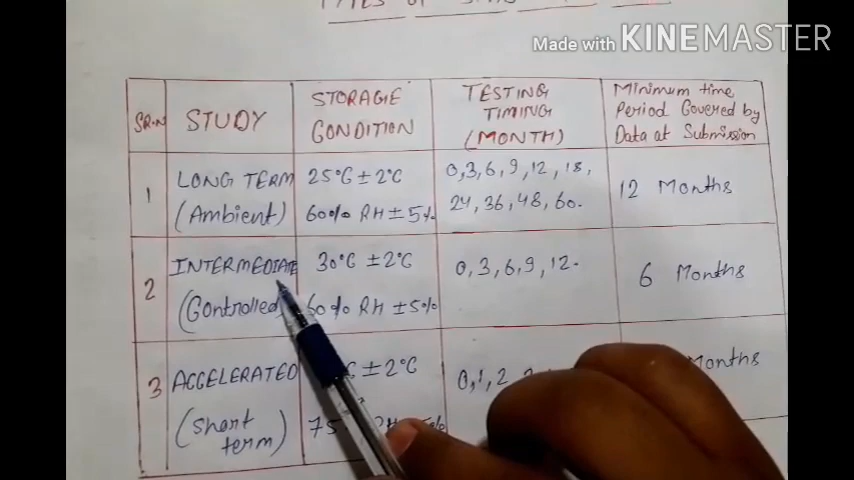 Made with KINEMASTER
TYPES OF
SR.N STUDY STORAGE CONDITION TESTING TIMING (MONTH) Minimum time Period Covered by Data at Submission
1 LONG TERM (Ambient) 25°C ± 2°C 60% RH ± 5% 0, 3, 6, 9, 12, 18, 24, 36, 48, 60. 12 Months
2 INTERMEDIATE (Controlled) 30°C ± 2°C 60% RH ± 5% 0, 3, 6, 9, 12. 6 Months
3 ACCELERATED (Short term) °C ± 2°C 75 0, 1, 2 Months